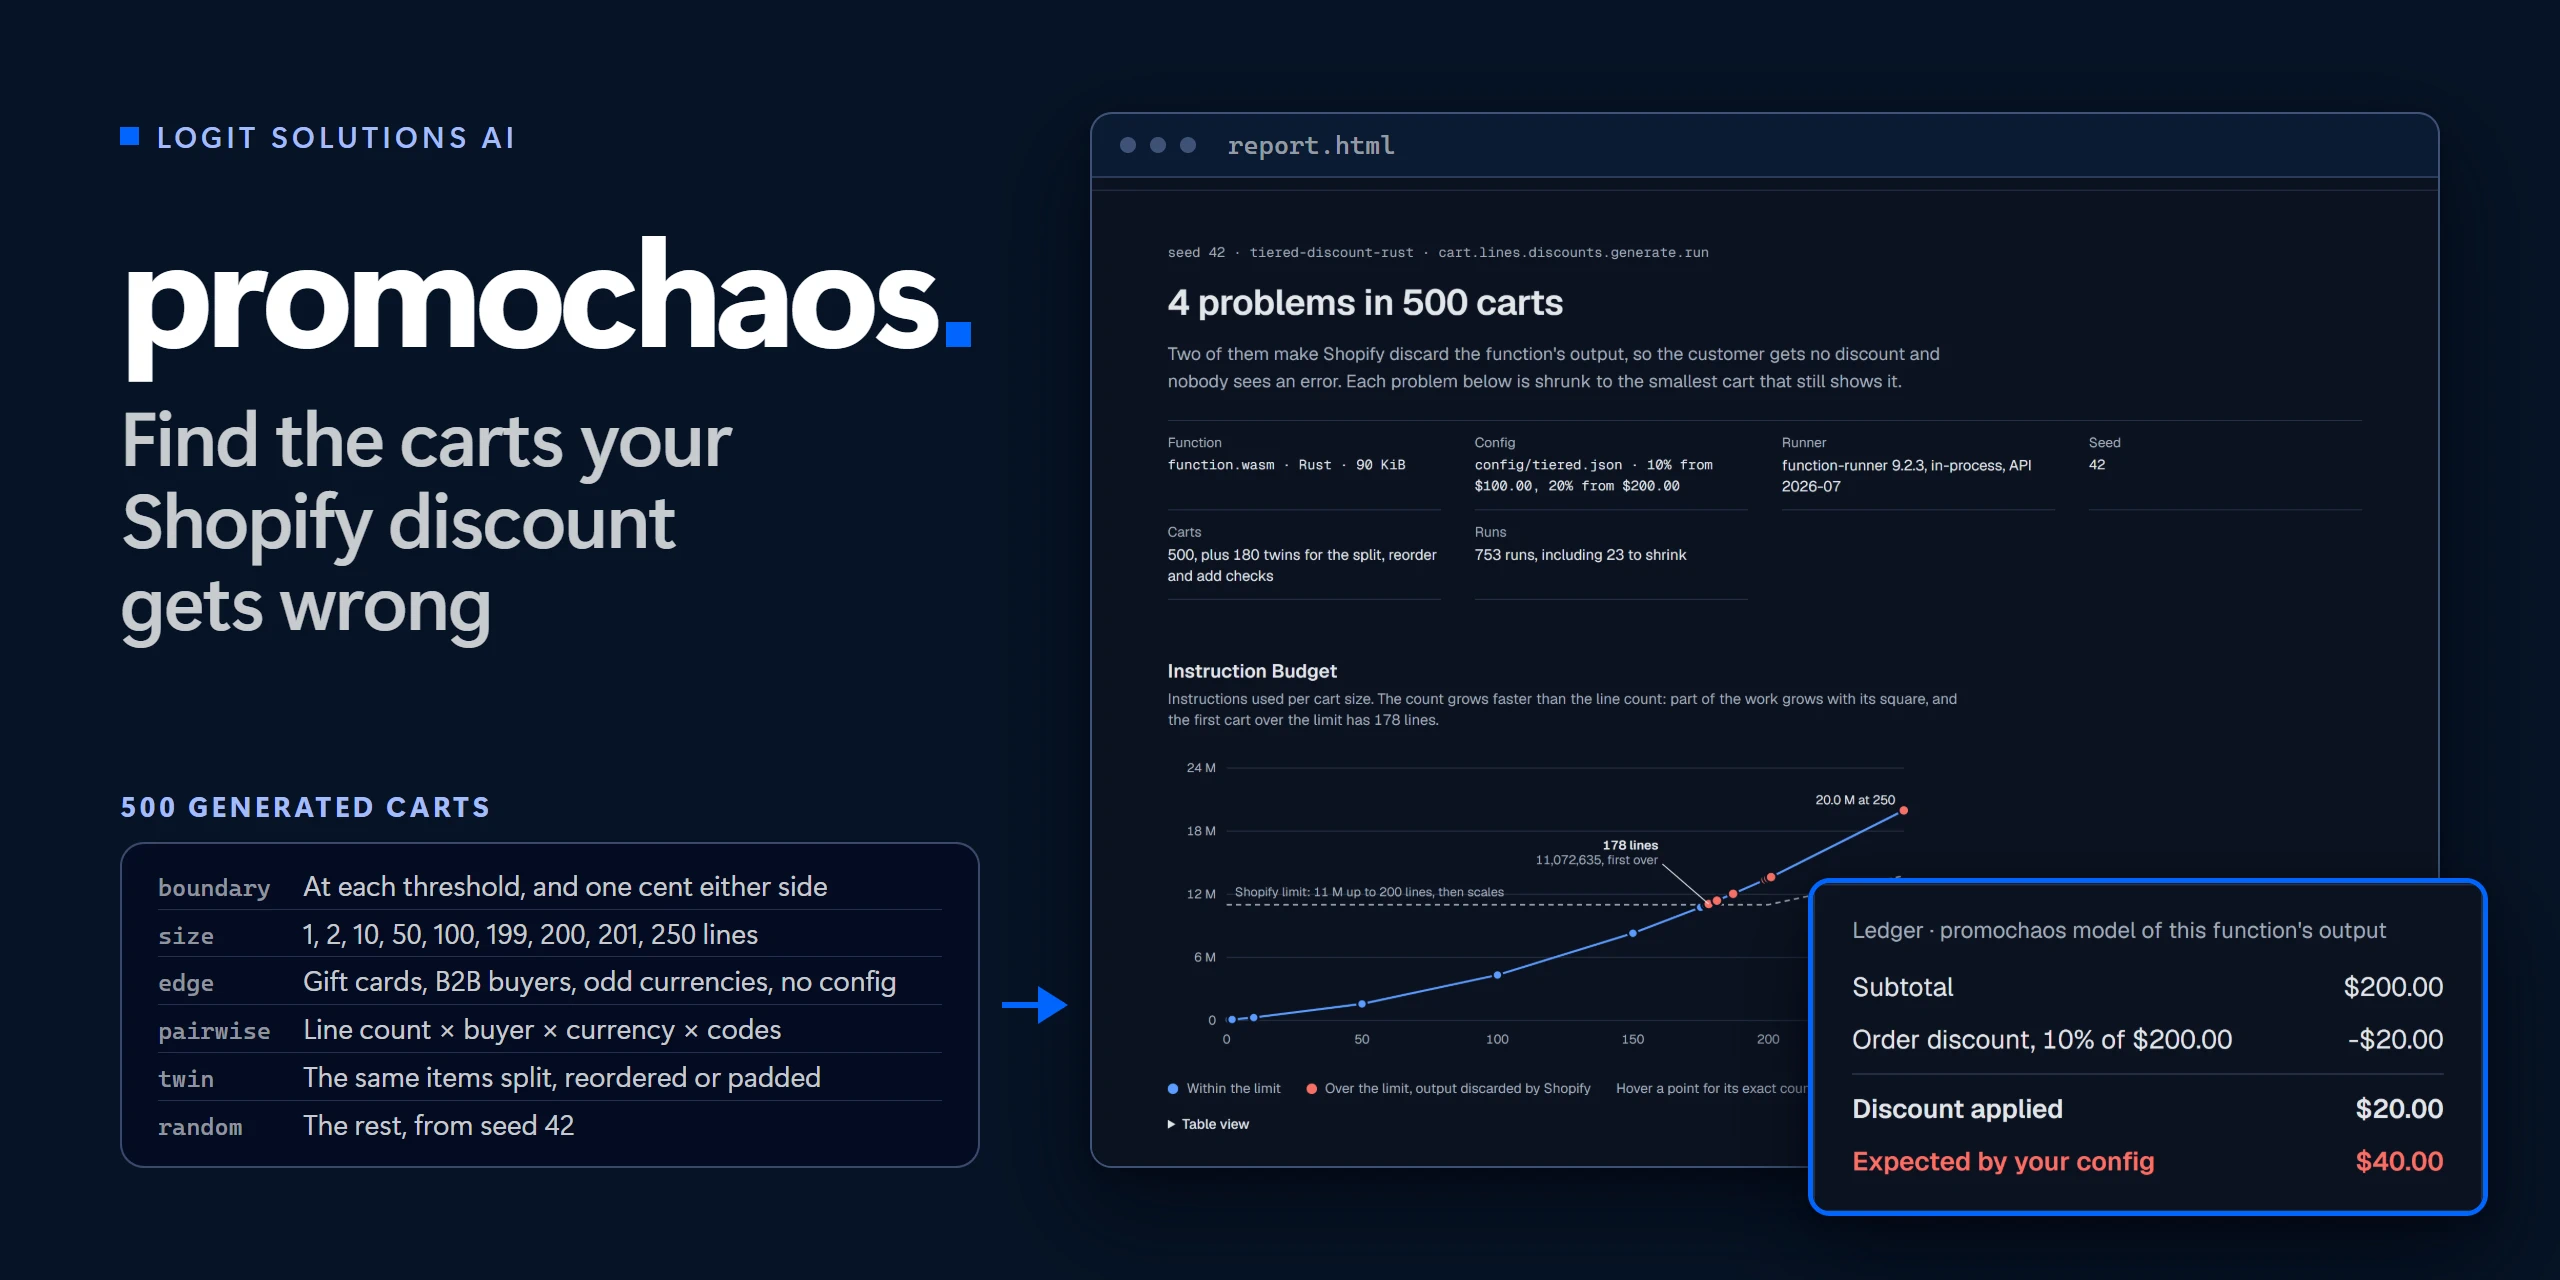 LOGIT SOLUTIONS AI
promochaos.
Find the carts your
Shopify discount
gets wrong
500 GENERATED CARTS
boundary At each threshold, and one cent either side
size 1, 2, 10, 50, 100, 199, 200, 201, 250 lines
edge Gift cards, B2B buyers, odd currencies, no config
pairwise Line count × buyer × currency × codes
twin The same items split, reordered or padded
random The rest, from seed 42
report.html
seed 42 · tiered-discount-rust · cart.lines.discounts.generate.run
4 problems in 500 carts
Two of them make Shopify discard the function's output, so the customer gets no discount and
nobody sees an error. Each problem below is shrunk to the smallest cart that still shows it.
Function
function.wasm · Rust · 90 KiB
Config
config/tiered.json · 10% from
$100.00, 20% from $200.00
Runner
function-runner 9.2.3, in-process, API
2026-07
Seed
42
Carts
500, plus 180 twins for the split, reorder
and add checks
Runs
753 runs, including 23 to shrink
Instruction Budget
Instructions used per cart size. The count grows faster than the line count: part of the work grows with its square, and
the first cart over the limit has 178 lines.
24 M
20.0 M at 250
18 M
178 lines
11,072,635, first over
12 M
Shopify limit: 11 M up to 200 lines, then scales
6 M
0
0 50 100 150 200
Within the limit
Over the limit, output discarded by Shopify
Hover a point for its exact
Table view
Ledger · promochaos model of this function's output
Subtotal $200.00
Order discount, 10% of $200.00 -$20.00
Discount applied $20.00
Expected by your config $40.00